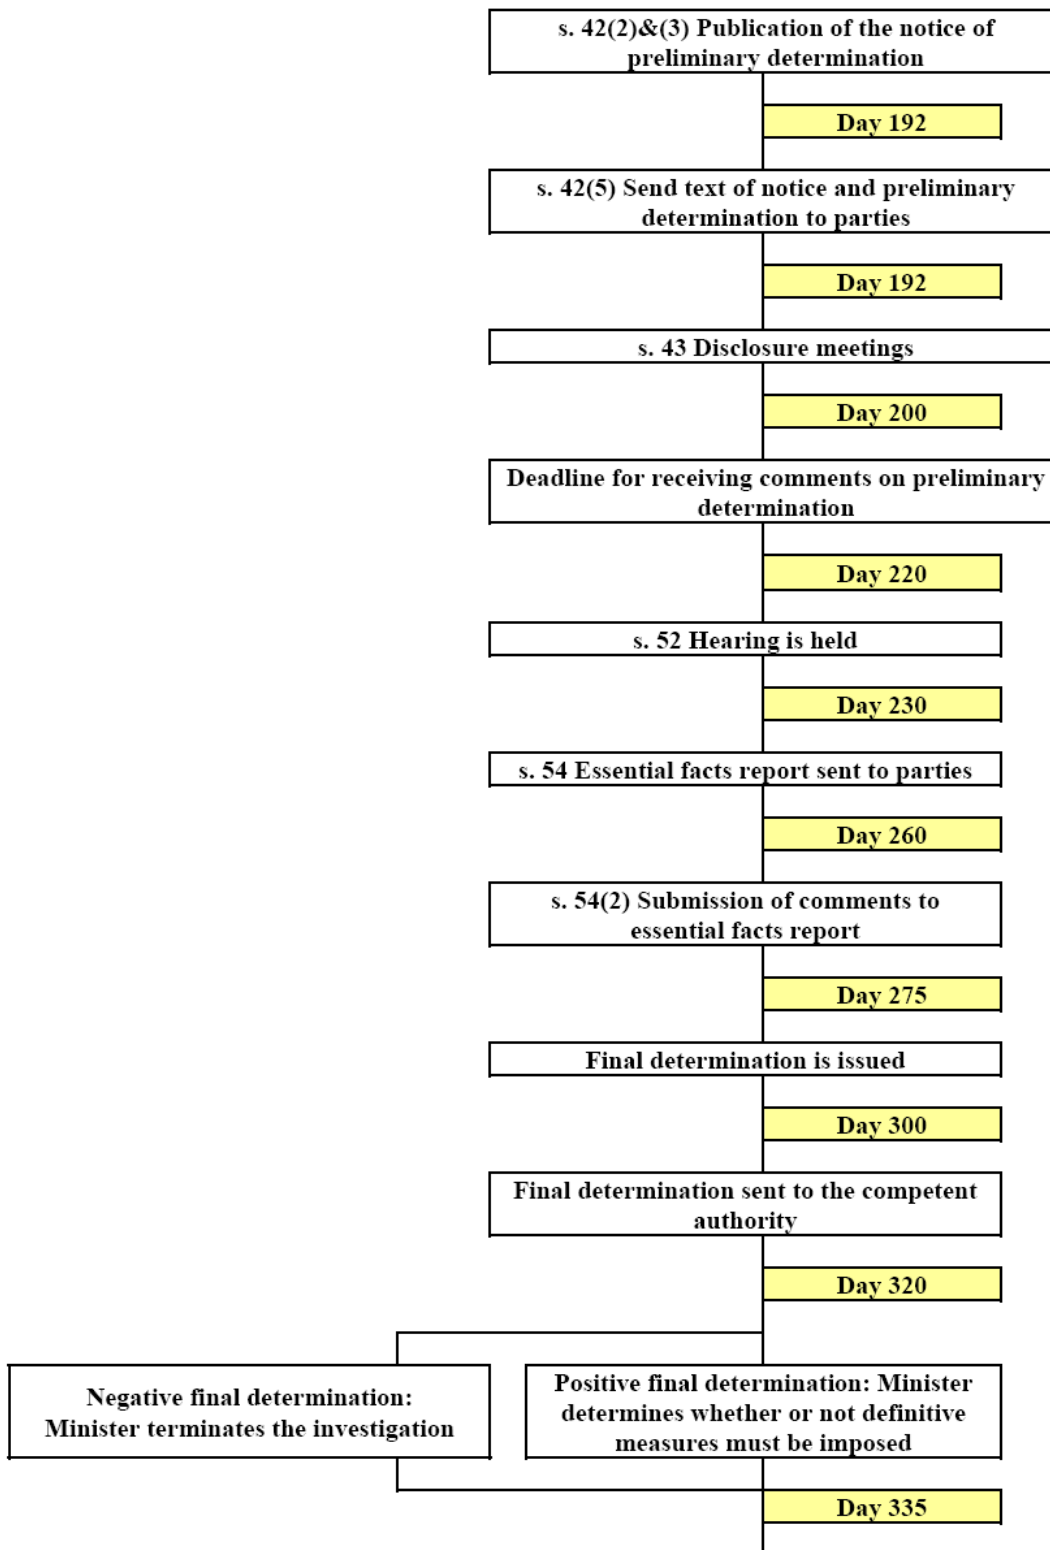 s. 42(2)&(3) Publication of the notice of
preliminary determination
Day 192
s. 42(5) Send text of notice and preliminary
determination to parties
Day 192
s. 43 Disclosure meetings
Day 200
Deadline for receiving comments on preliminary
determination
Day 220
s. 52 Hearing is held
Day 230
s. 54 Essential facts report sent to parties
Day 260
s. 54(2) Submission of comments to
essential facts report
Day 275
Final determination is issued
Day 300
Final determination sent to the competent
authority
Day 320
Negative final determination:
Minister terminates the investigation
Positive final determination: Minister
determines whether or not definitive
measures must be imposed
Day 335